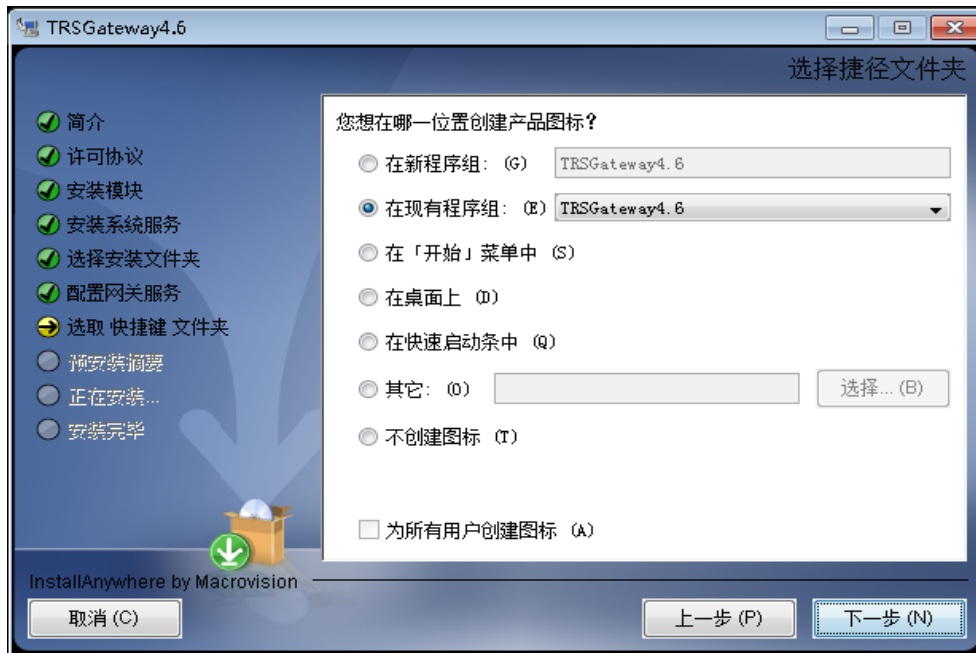 TRSGateway4.6
选择捷径文件夹
简介
许可协议
安装模块
安装系统服务
选择安装文件夹
配置网关服务
选取 快捷键 文件夹
预安装摘要
正在安装...
安装完毕
您想在哪一位置创建产品图标？
在新程序组： (G) TRSGateway4.6
在现有程序组： (E) TRSGateway4.6
在「开始」菜单中 (S)
在桌面上 (D)
在快速启动条中 (Q)
其它： (O) 选择... (B)
不创建图标 (T)
为所有用户创建图标 (A)
InstallAnywhere by Macrovision
取消 (C) 上一步 (P) 下一步 (N)